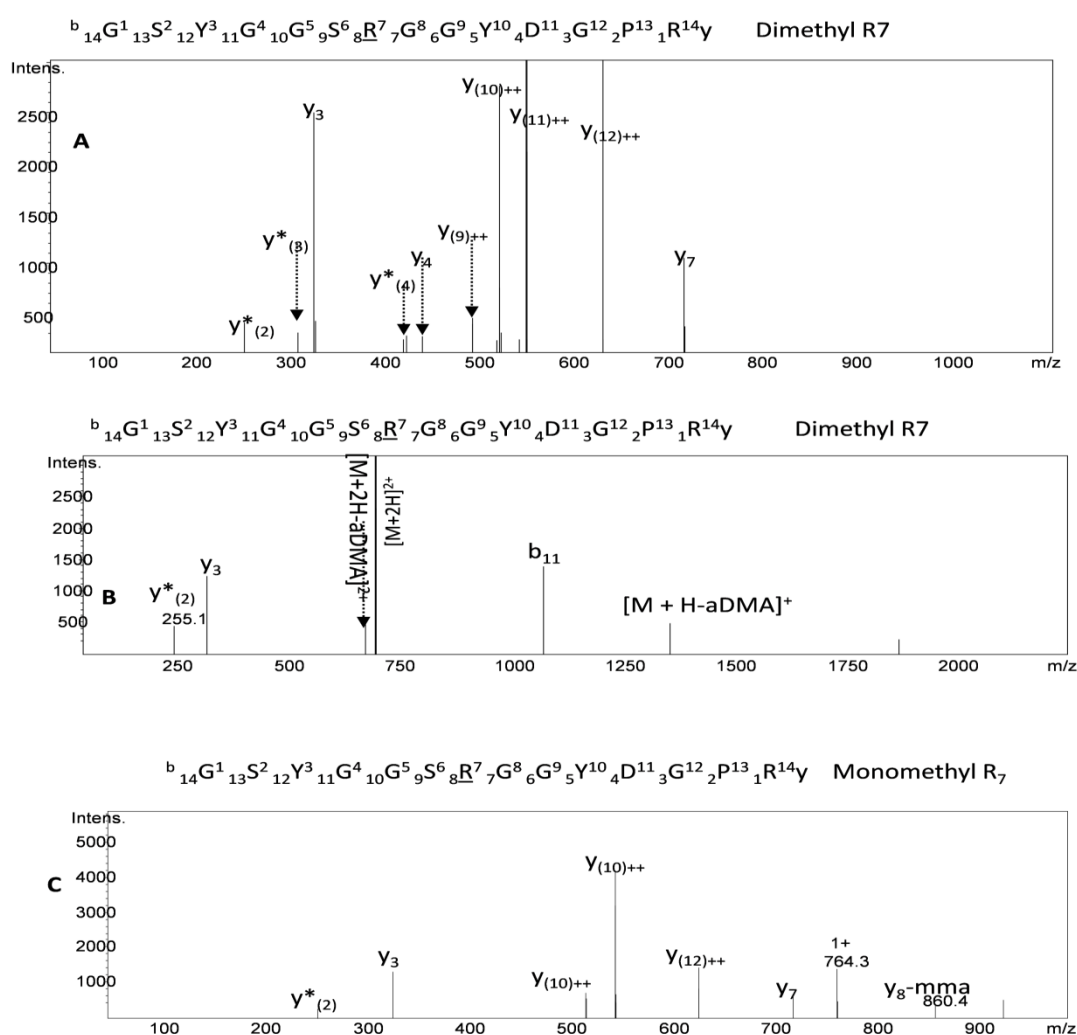 b 14G1 13S2 12Y3 11G4 10G5 9S6 8R7 7G8 6G9 5Y10 4D11 3G12 2P13 1R14y Dimethyl R7
Intens.
2500
2000
1500
1000
500
A
y*(2)
y*(3)
y3
y*(4)
y4
y(9)++
y(10)++
y(11)++
y(12)++
y7
100 200 300 400 500 600 700 800 900 1000 m/z
b 14G1 13S2 12Y3 11G4 10G5 9S6 8R7 7G8 6G9 5Y10 4D11 3G12 2P13 1R14y Dimethyl R7
Intens.
2500
2000
1500
1000
500
B
y*(2)
255.1
y3
[M+2H-aDMA]2+
[M+2H]2+
b11
[M + H-aDMA]+
250 500 750 1000 1250 1500 1750 2000 m/z
b 14G1 13S2 12Y3 11G4 10G5 9S6 8R7 7G8 6G9 5Y10 4D11 3G12 2P13 1R14y Monomethyl R7
Intens.
5000
4000
3000
2000
1000
C
y*(2)
y3
y(10)++
y(10)++
y(12)++
y7
1+
764.3
y8-mma
860.4
100 200 300 400 500 600 700 800 900 m/z